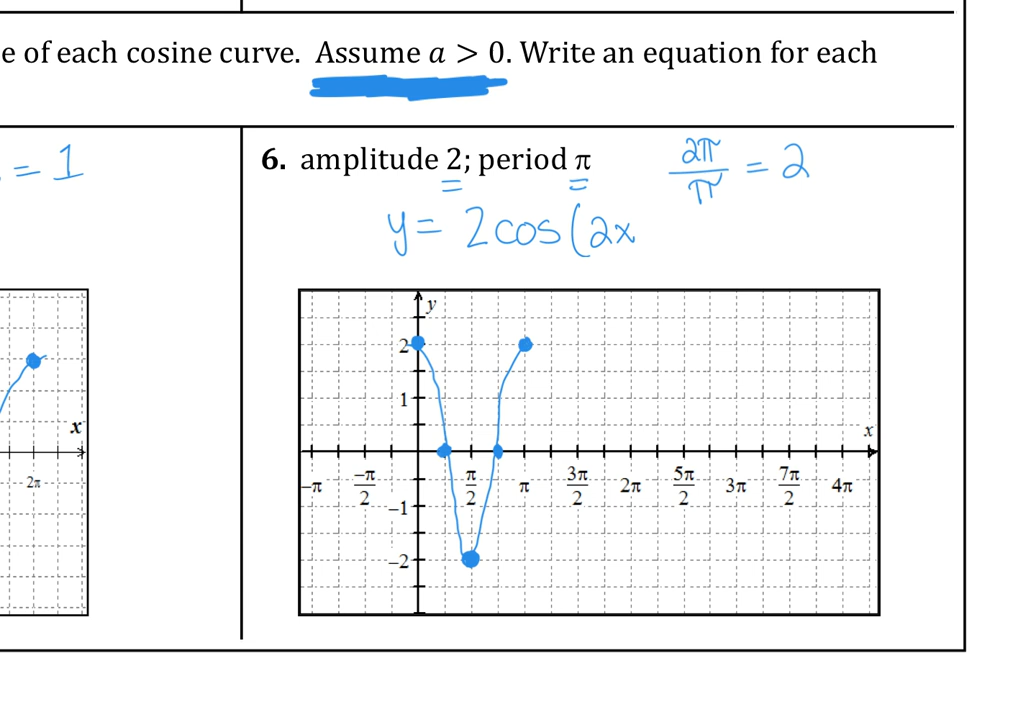 e of each cosine curve. Assume a > 0. Write an equation for each
= 1
6. amplitude 2; period π
2π/π = 2
y = 2cos(2x
y
2
1
x
−π −π/2 π/2 π 3π/2 2π 5π/2 3π 7π/2 4π
−1
−2
x
2π